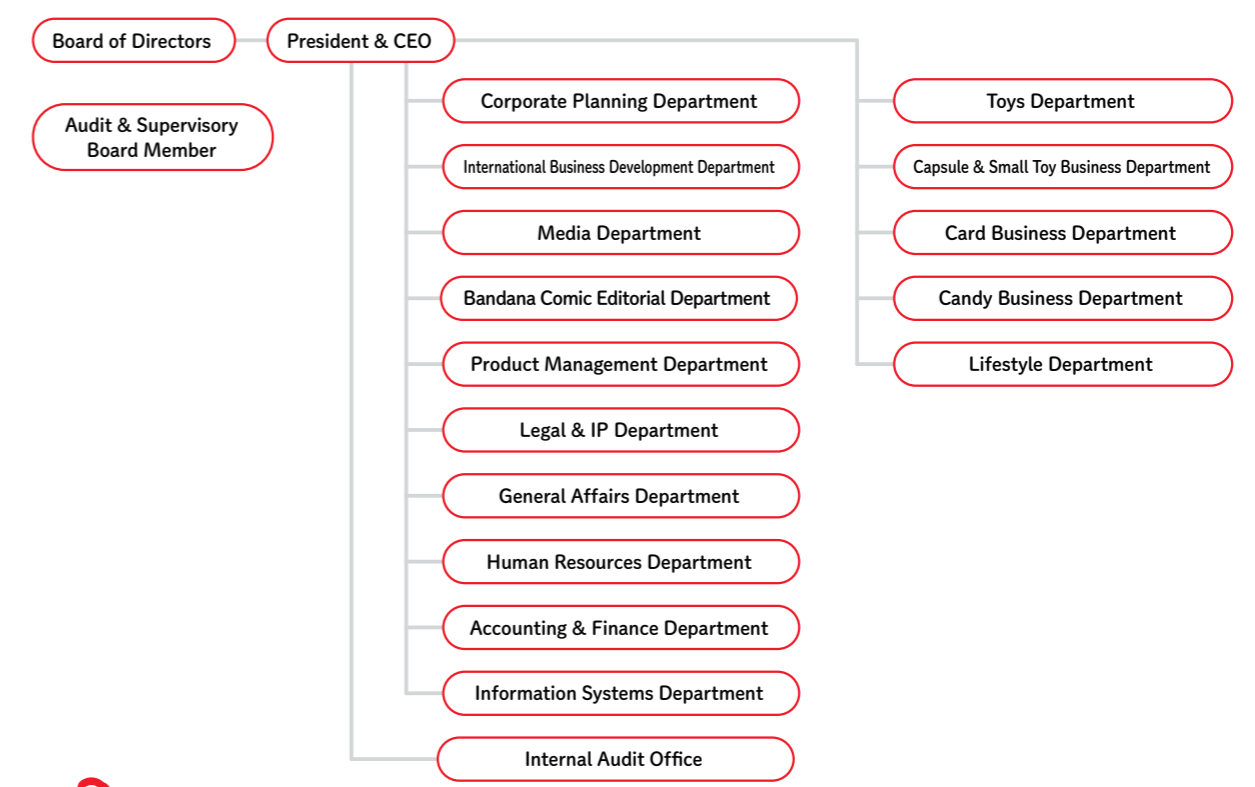 Board of Directors
President & CEO
Audit & Supervisory
Board Member
Corporate Planning Department
International Business Development Department
Media Department
Bandana Comic Editorial Department
Product Management Department
Legal & IP Department
General Affairs Department
Human Resources Department
Accounting & Finance Department
Information Systems Department
Internal Audit Office
Toys Department
Capsule & Small Toy Business Department
Card Business Department
Candy Business Department
Lifestyle Department